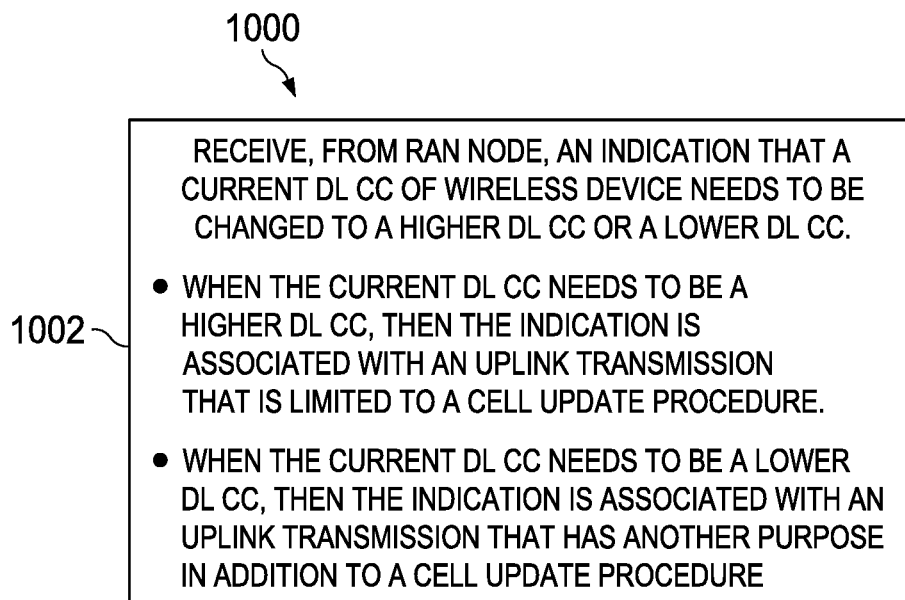 1000
RECEIVE, FROM RAN NODE, AN INDICATION THAT A
CURRENT DL CC OF WIRELESS DEVICE NEEDS TO BE
CHANGED TO A HIGHER DL CC OR A LOWER DL CC.
● WHEN THE CURRENT DL CC NEEDS TO BE A
HIGHER DL CC, THEN THE INDICATION IS
1002
ASSOCIATED WITH AN UPLINK TRANSMISSION
THAT IS LIMITED TO A CELL UPDATE PROCEDURE.
● WHEN THE CURRENT DL CC NEEDS TO BE A LOWER
DL CC, THEN THE INDICATION IS ASSOCIATED WITH AN
UPLINK TRANSMISSION THAT HAS ANOTHER PURPOSE
IN ADDITION TO A CELL UPDATE PROCEDURE